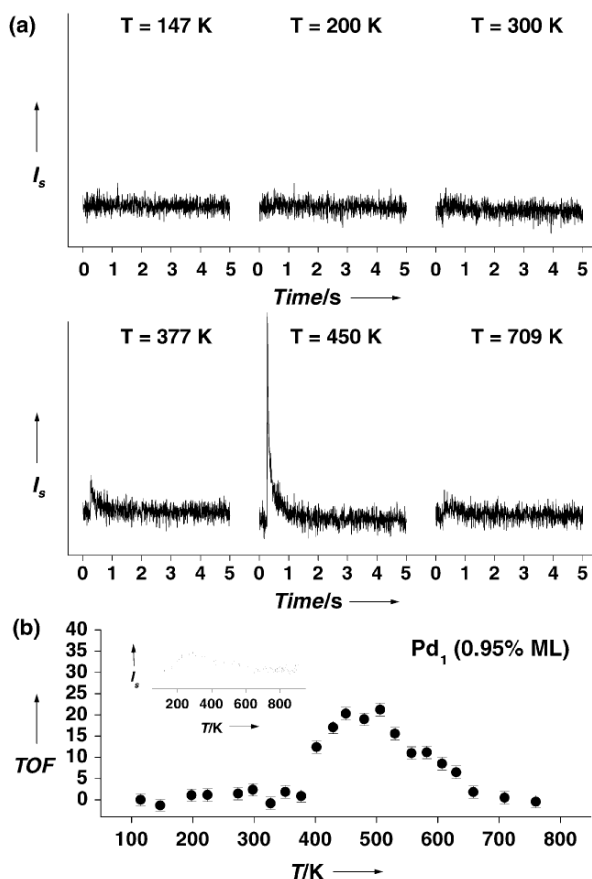 (a)
T = 147 K T = 200 K T = 300 K
Is
0 1 2 3 4 5 0 1 2 3 4 5 0 1 2 3 4 5
Time/s
T = 377 K T = 450 K T = 709 K
Is
0 1 2 3 4 5 0 1 2 3 4 5 0 1 2 3 4 5
Time/s
(b)
40
35
30
25
20
15
10
5
0
TOF
Pd1 (0.95% ML)
Is
200 400 600 800
T/K
100 200 300 400 500 600 700 800
T/K